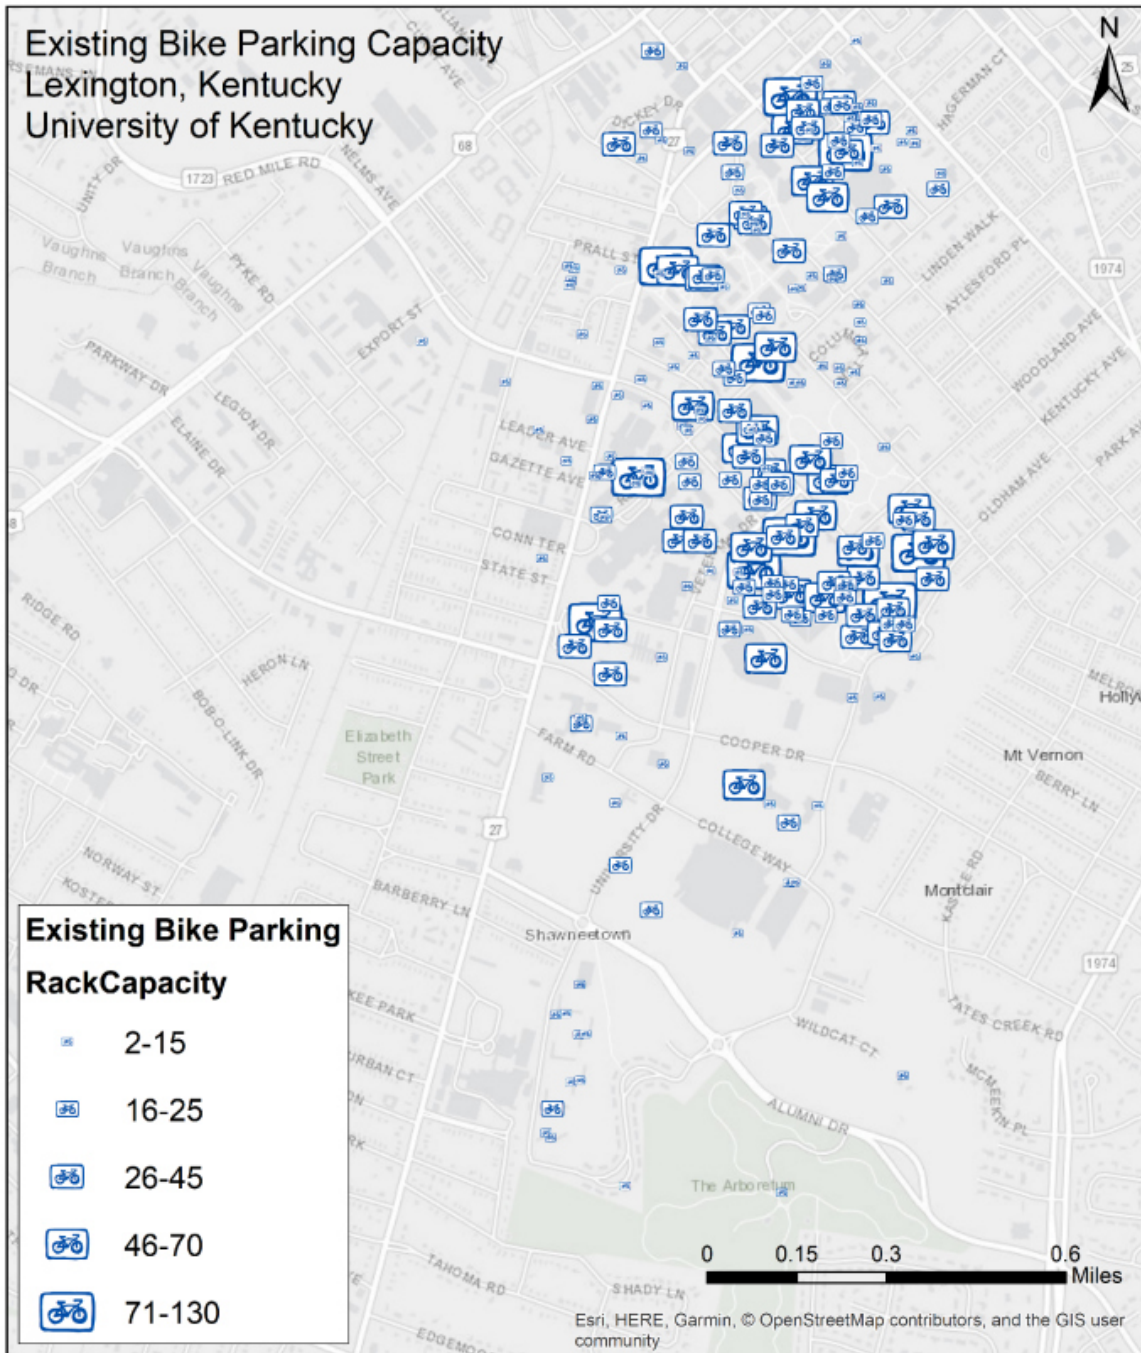 Existing Bike Parking Capacity
Lexington, Kentucky
University of Kentucky
N
25
DICKEY DR
HAGERMAN CT
27
68
UNITY DR
1723
RED MILE RD
NELMS AVE
Vaughns
Branch
Vaughns
Branch
Vaughns
Branch
PYKE RD
PRALL ST
LINDEN WALK
AYLESFORD PL
1974
EXPORT ST
WOODLAND AVE
KENTUCKY AVE
PARKWAY DR
LEGION DR
ELAINE DR
LEADER AVE
GAZETTE AVE
OLDHAM AVE
CONN TER
STATE ST
RIDGE RD
HERON LN
BOB-O-LINK DR
Elizabeth
Street
Park
FARM RD
COOPER DR
Mt Vernon
BERRY LN
27
UNIVERSITY DR
COLLEGE WAY
NORWAY ST
BARBERRY LN
Montclair
Shawneetown
1974
TATES CREEK RD
WILDCAT CT
MCMEEKIN PL
ALUMNI DR
The Arboretum
TAHOMA RD
SHADY LN
Existing Bike Parking
RackCapacity
2-15
16-25
26-45
46-70
71-130
0 0.15 0.3 0.6
Miles
Esri, HERE, Garmin, © OpenStreetMap contributors, and the GIS user
community